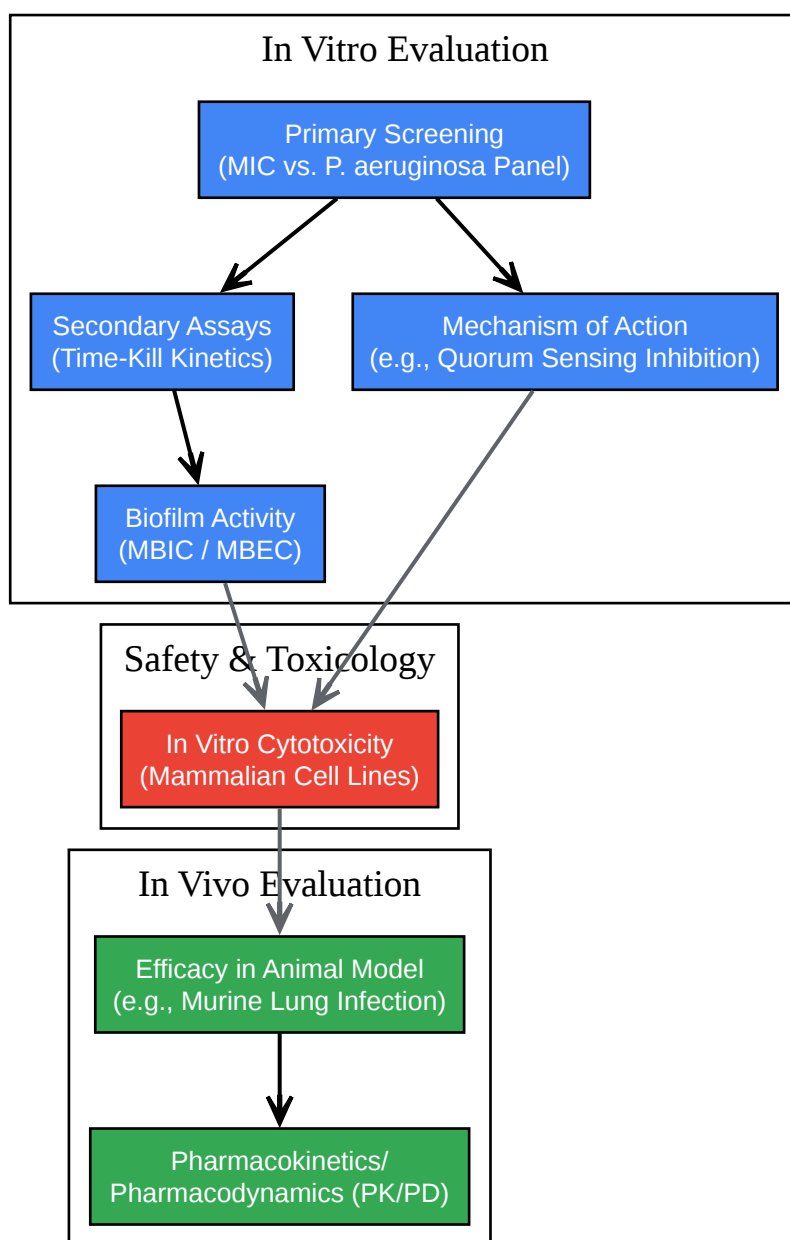 In Vitro Evaluation
Primary Screening
(MIC vs. P. aeruginosa Panel)
Secondary Assays
(Time-Kill Kinetics)
Mechanism of Action
(e.g., Quorum Sensing Inhibition)
Biofilm Activity
(MBIC / MBEC)
Safety & Toxicology
In Vitro Cytotoxicity
(Mammalian Cell Lines)
In Vivo Evaluation
Efficacy in Animal Model
(e.g., Murine Lung Infection)
Pharmacokinetics/
Pharmacodynamics (PK/PD)